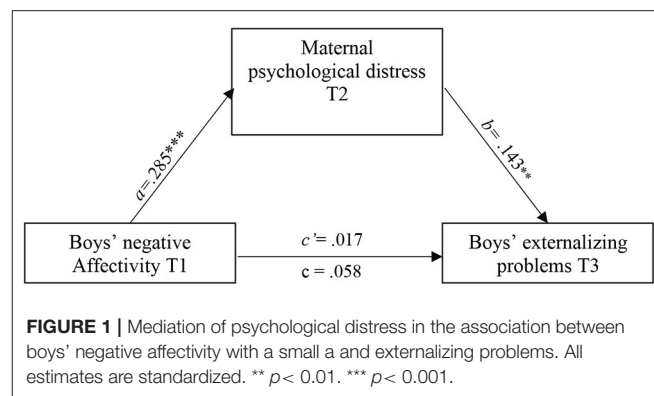 Maternal
psychological distress
T2
a=.285***
b=.143**
Boys' negative
Affectivity T1
c'= .017
c = .058
Boys' externalizing
problems T3
FIGURE 1 | Mediation of psychological distress in the association between
boys' negative affectivity with a small a and externalizing problems. All
estimates are standardized. ** p< 0.01. *** p< 0.001.